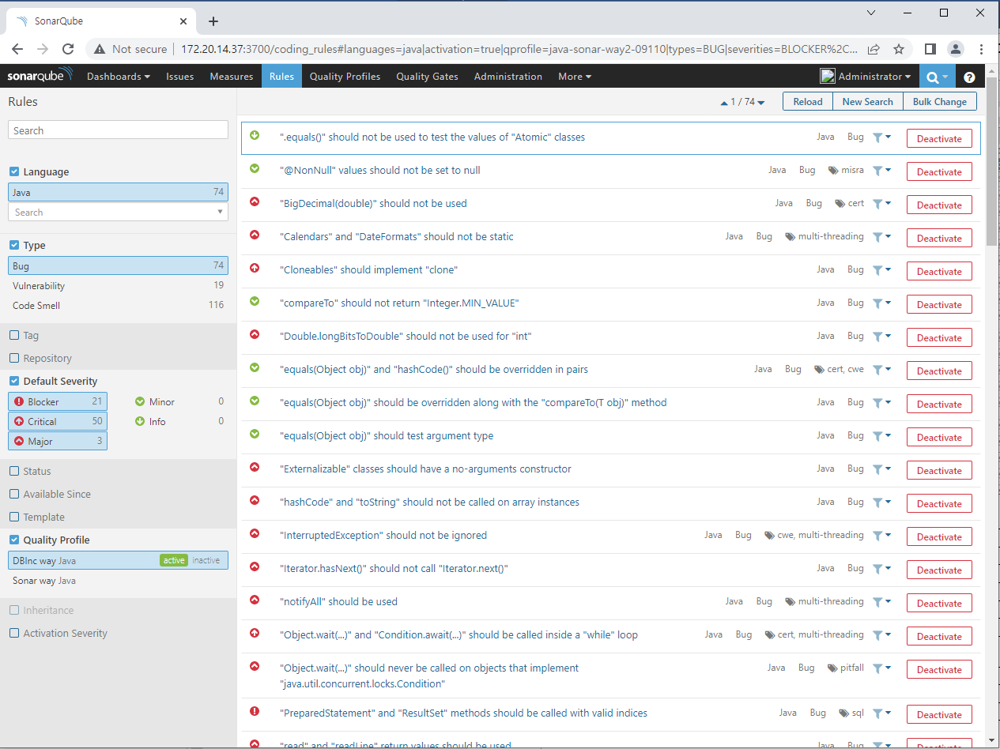 SonarQube
Not secure 172.20.14.37:3700/coding_rules#languages=java|activation=true|qprofile=java-sonar-way2-09110|types=BUG|severities=BLOCKER%2C...
sonarqube Dashboards Issues Measures Rules Quality Profiles Quality Gates Administration More Administrator
Rules
Search
Language
Java 74
Search
Type
Bug 74
Vulnerability 19
Code Smell 116
Tag
Repository
Default Severity
Blocker 21 Minor 0
Critical 50 Info 0
Major 3
Status
Available Since
Template
Quality Profile
DBInc way Java active inactive
Sonar way Java
Inheritance
Activation Severity
1 / 74 Reload New Search Bulk Change
".equals()" should not be used to test the values of "Atomic" classes Java Bug Deactivate
"@NonNull" values should not be set to null Java Bug misra Deactivate
"BigDecimal(double)" should not be used Java Bug cert Deactivate
"Calendars" and "DateFormats" should not be static Java Bug multi-threading Deactivate
"Cloneables" should implement "clone" Java Bug Deactivate
"compareTo" should not return "Integer.MIN_VALUE" Java Bug Deactivate
"Double.longBitsToDouble" should not be used for "int" Java Bug Deactivate
"equals(Object obj)" and "hashCode()" should be overridden in pairs Java Bug cert, cwe Deactivate
"equals(Object obj)" should be overridden along with the "compareTo(T obj)" method Java Bug Deactivate
"equals(Object obj)" should test argument type Java Bug Deactivate
"Externalizable" classes should have a no-arguments constructor Java Bug Deactivate
"hashCode" and "toString" should not be called on array instances Java Bug Deactivate
"InterruptedException" should not be ignored Java Bug cwe, multi-threading Deactivate
"Iterator.hasNext()" should not call "Iterator.next()" Java Bug Deactivate
"notifyAll" should be used Java Bug multi-threading Deactivate
"Object.wait(...)" and "Condition.await(...)" should be called inside a "while" loop Java Bug cert, multi-threading Deactivate
"Object.wait(...)" should never be called on objects that implement Java Bug pitfall Deactivate
"java.util.concurrent.locks.Condition"
"PreparedStatement" and "ResultSet" methods should be called with valid indices Java Bug sql Deactivate
"read" and "readLine" return values should be used Java Bug Deactivate